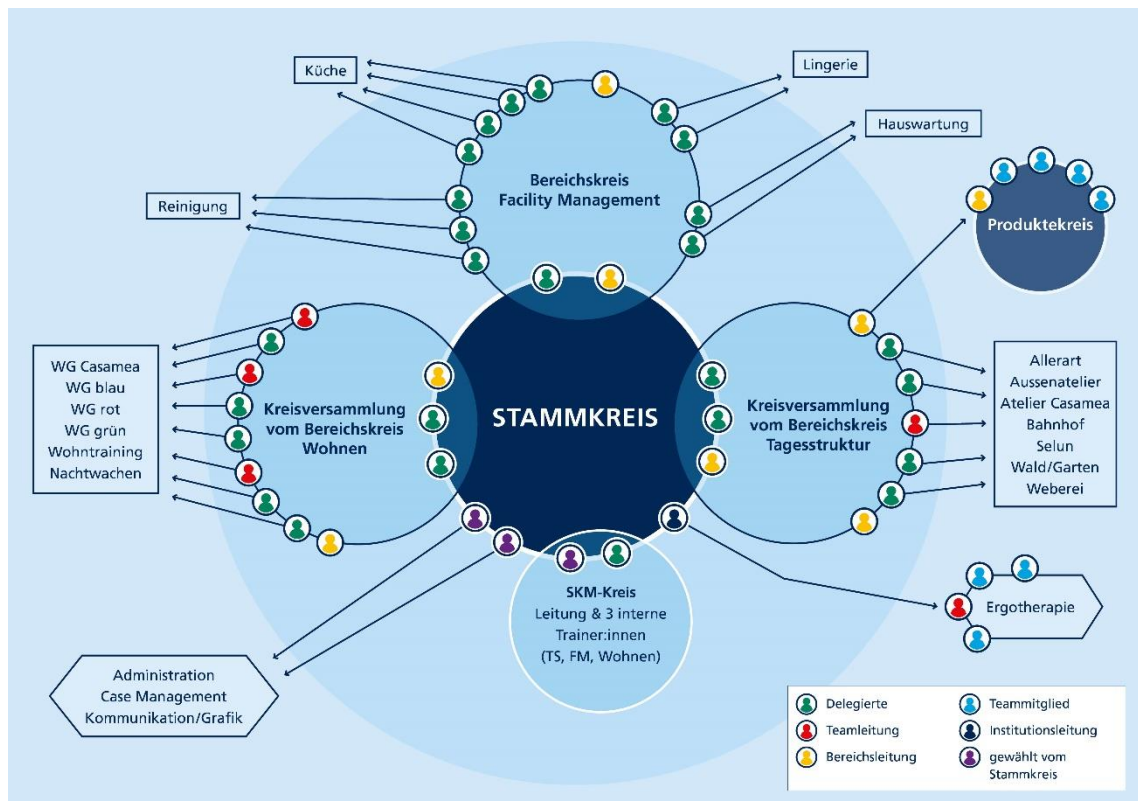 Küche
Lingerie
Hauswartung
Bereichskreis
Facility Management
Reinigung
Produktekreis
WG Casamea
WG blau
WG rot
WG grün
Wohntraining
Nachtwachen
Kreisversammlung
vom Bereichskreis
Wohnen
STAMMKREIS
Kreisversammlung
vom Bereichskreis
Tagesstruktur
Allerart
Aussenatelier
Atelier Casamea
Bahnhof
Selun
Wald/Garten
Weberei
SKM-Kreis
Leitung & 3 interne
Trainer:innen
(TS, FM, Wohnen)
Ergotherapie
Administration
Case Management
Kommunikation/Grafik
Delegierte
Teamleitung
Bereichsleitung
Teammitglied
Institutionsleitung
gewählt vom
Stammkreis